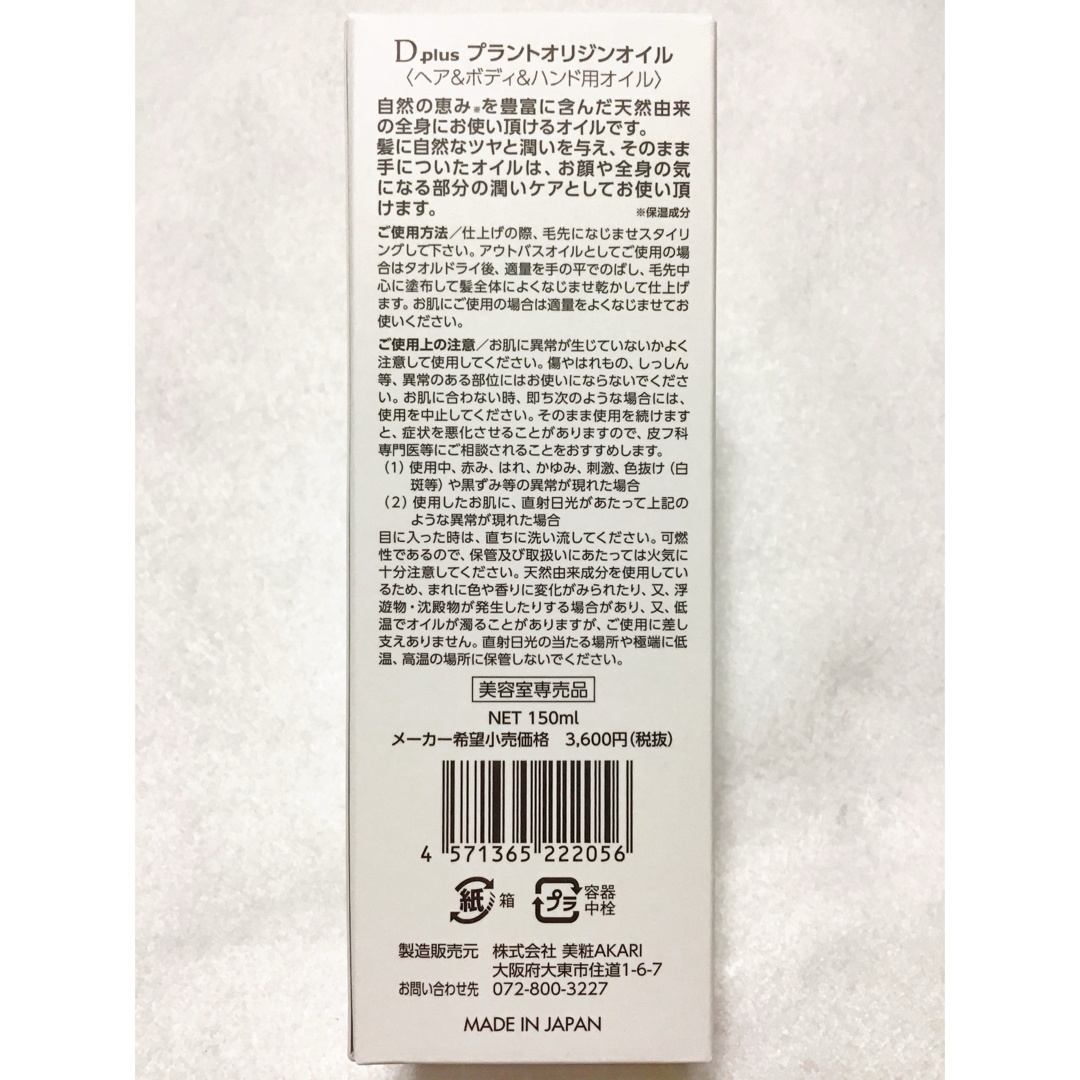 D.plus プラントオリジンオイル
〈ヘア&ボディ&ハンド用オイル〉
自然の恵み※を豊富に含んだ天然由来
の全身にお使い頂けるオイルです。
髪に自然なツヤと潤いを与え、そのまま
手についたオイルは、お顔や全身の気
になる部分の潤いケアとしてお使い頂
けます。 ※保湿成分
ご使用方法/仕上げの際、毛先になじませスタイリ
ングして下さい。アウトバスオイルとしてご使用の場
合はタオルドライ後、適量を手の平でのばし、毛先中
心に塗布して髪全体によくなじませ乾かして仕上げ
ます。お肌にご使用の場合は適量をよくなじませてお
使いください。
ご使用上の注意/お肌に異常が生じていないかよく
注意して使用してください。傷やはれもの、しっしん
等、異常のある部位にはお使いにならないでくださ
い。お肌に合わない時、即ち次のような場合には、
使用を中止してください。そのまま使用を続けます
と、症状を悪化させることがありますので、皮フ科
専門医等にご相談されることをおすすめします。
(1)使用中、赤み、はれ、かゆみ、刺激、色抜け(白
斑等)や黒ずみ等の異常が現れた場合
(2)使用したお肌に、直射日光があたって上記の
ような異常が現れた場合
目に入った時は、直ちに洗い流してください。可燃
性であるので、保管及び取扱いにあたっては火気に
十分注意してください。天然由来成分を使用してい
るため、まれに色や香りに変化がみられたり、又、浮
遊物・沈殿物が発生したりする場合があり、又、低
温でオイルが濁ることがありますが、ご使用に差し
支えありません。直射日光の当たる場所や極端に低
温、高温の場所に保管しないでください。
美容室専売品
NET 150ml
メーカー希望小売価格 3,600円(税抜)
4 571365 222056
紙 箱 プラ 容器
中栓
製造販売元 株式会社 美粧AKARI
大阪府大東市住道1-6-7
お問い合わせ先 072-800-3227
MADE IN JAPAN